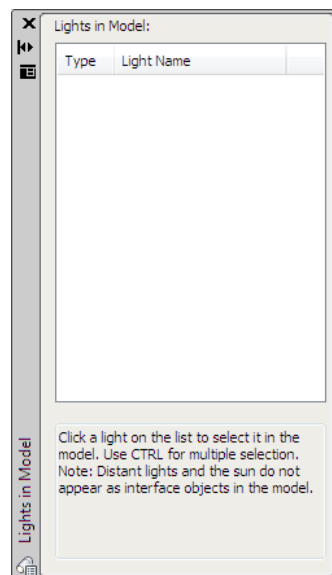 Lights in Model:
Type Light Name
Click a light on the list to select it in the
model. Use CTRL for multiple selection.
Note: Distant lights and the sun do not
appear as interface objects in the model.
Lights in Model